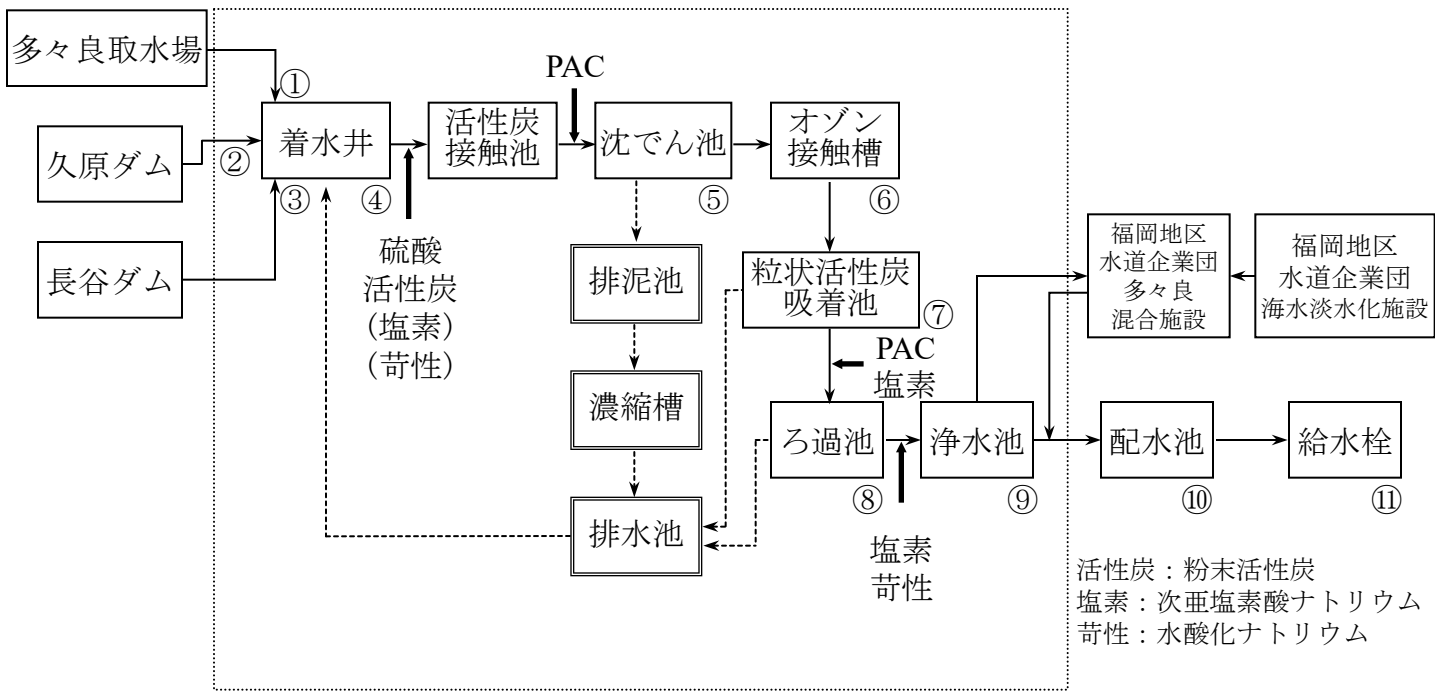 多々良取水場
①
久原ダム
②
長谷ダム
③
着水井
④
硫酸
活性炭
(塩素)
(苛性)
活性炭
接触池
PAC
沈でん池
⑤
オゾン
接触槽
⑥
排泥池
濃縮槽
排水池
粒状活性炭
吸着池
⑦
PAC
塩素
ろ過池
⑧
塩素
苛性
浄水池
⑨
福岡地区
水道企業団
多々良
混合施設
福岡地区
水道企業団
海水淡水化施設
配水池
⑩
給水栓
⑪
活性炭：粉末活性炭
塩素：次亜塩素酸ナトリウム
苛性：水酸化ナトリウム